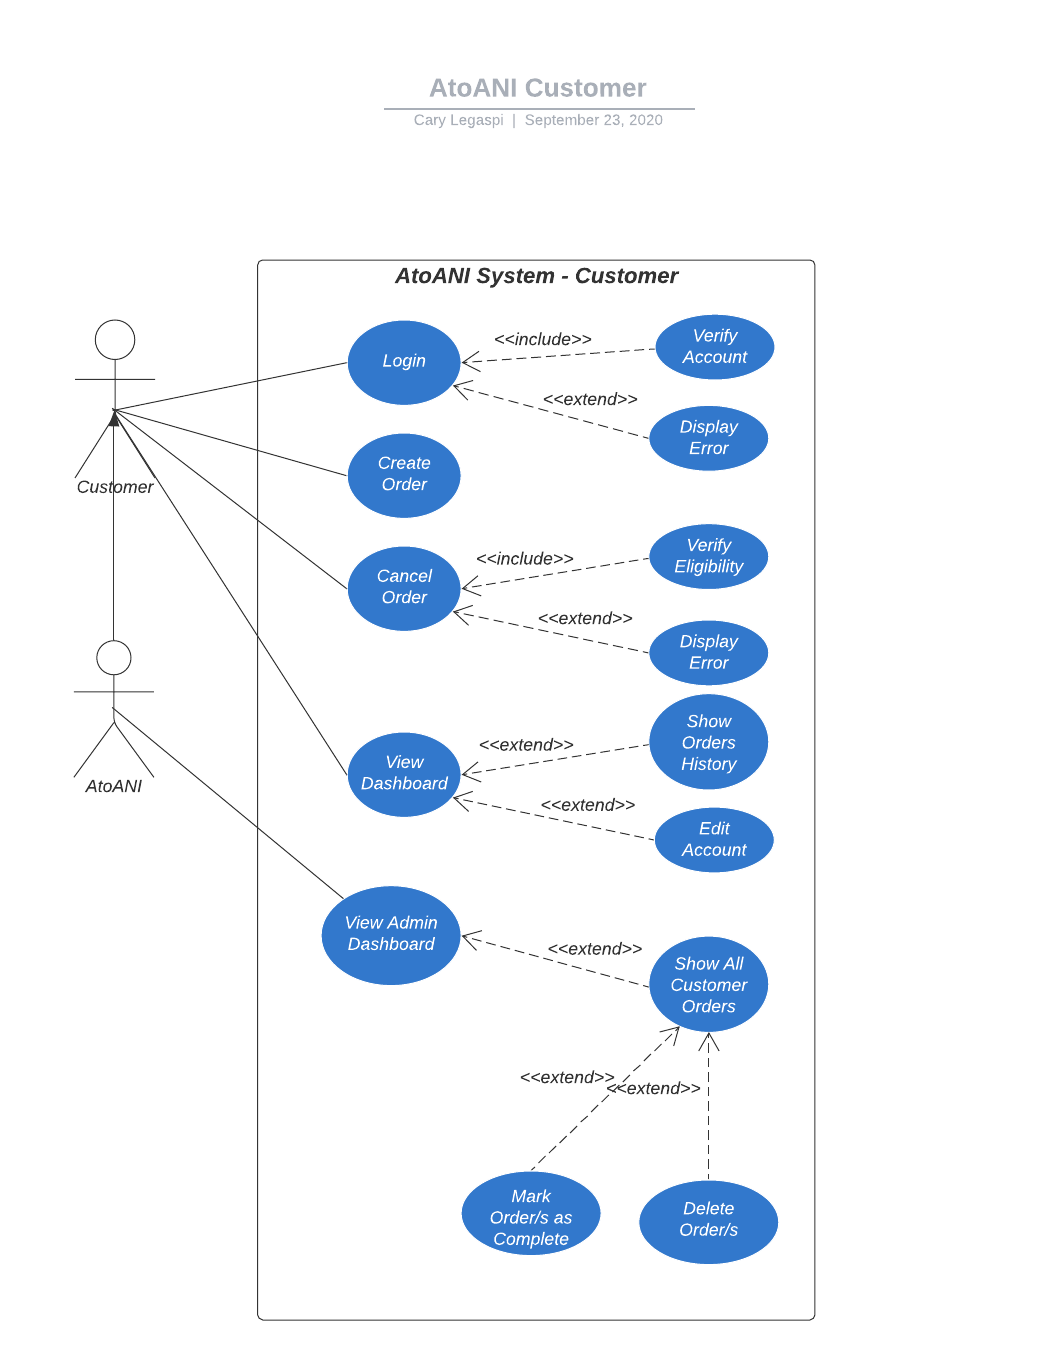 AtoANI Customer
Cary Legaspi | September 23, 2020
AtoANI System - Customer
Login
<<include>>
Verify
Account
<<extend>>
Display
Error
Create
Order
Customer
Cancel
Order
<<include>>
Verify
Eligibility
<<extend>>
Display
Error
AtoANI
View
Dashboard
<<extend>>
Show
Orders
History
<<extend>>
Edit
Account
View Admin
Dashboard
<<extend>>
Show All
Customer
Orders
<<extend>>
<<extend>>
Mark
Order/s as
Complete
Delete
Order/s